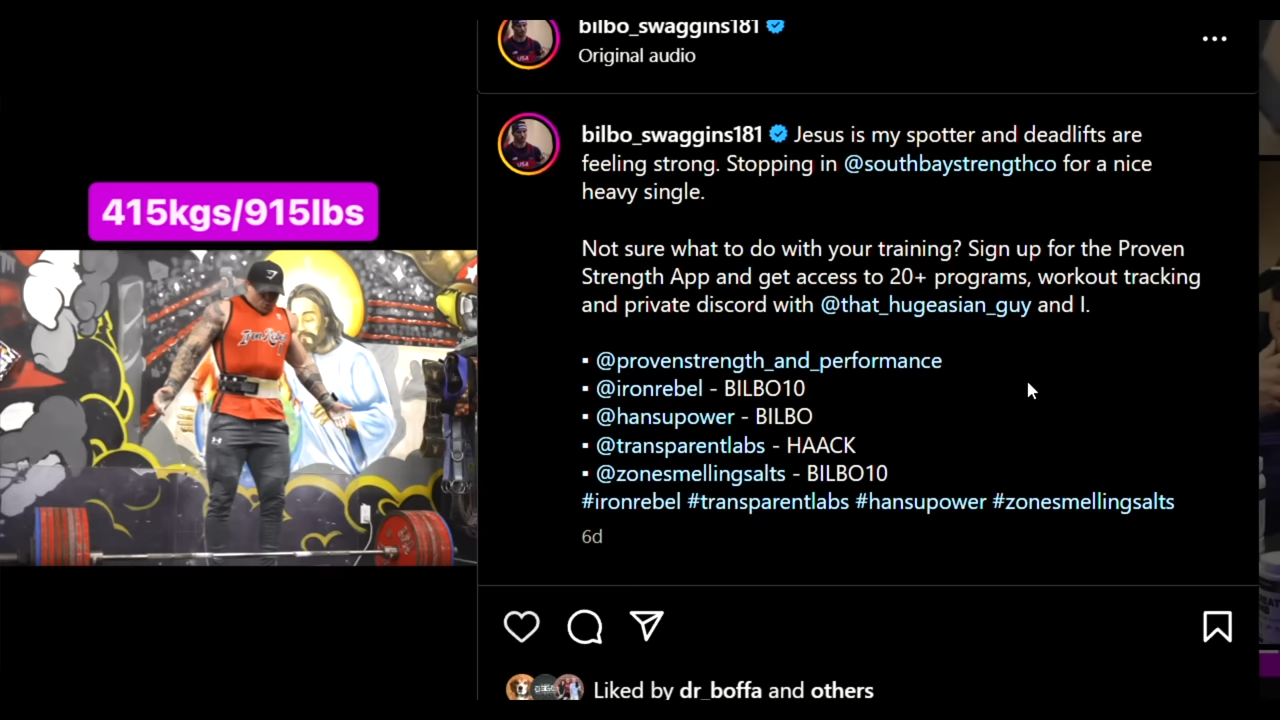 bilbo_swaggins181
Original audio
415kgs/915lbs
bilbo_swaggins181 Jesus is my spotter and deadlifts are
feeling strong. Stopping in @southbaystrengthco for a nice
heavy single.
Not sure what to do with your training? Sign up for the Proven
Strength App and get access to 20+ programs, workout tracking
and private discord with @that_hugeasian_guy and I.
▪ @provenstrength_and_performance
▪ @ironrebel - BILBO10
▪ @hansupower - BILBO
▪ @transparentlabs - HAACK
▪ @zonesmellingsalts - BILBO10
#ironrebel #transparentlabs #hansupower #zonesmellingsalts
6d
Liked by dr_boffa and others